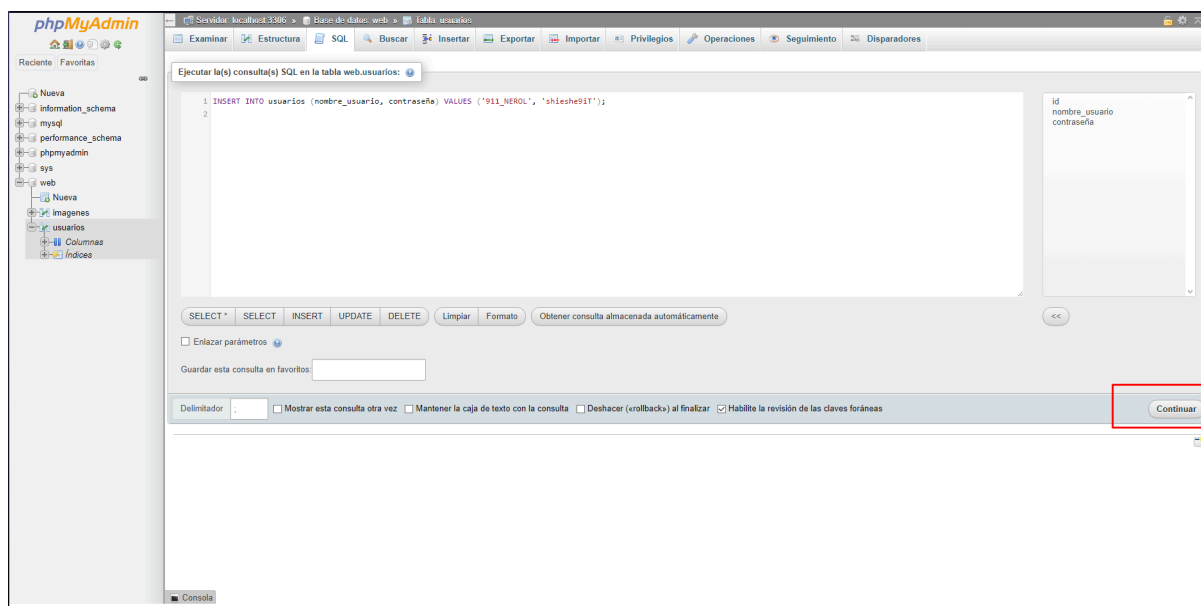 phpMyAdmin
Reciente Favoritas
Nueva
information_schema
mysql
performance_schema
phpmyadmin
sys
web
Nueva
imagenes
usuarios
Columnas
Índices
Servidor: localhost:3306 » Base de datos: web » Tabla: usuarios
Examinar Estructura SQL Buscar Insertar Exportar Importar Privilegios Operaciones Seguimiento Disparadores
Ejecutar la(s) consulta(s) SQL en la tabla web.usuarios:
1 INSERT INTO usuarios (nombre_usuario, contraseña) VALUES ('911_NEROL', 'shieshe9iT');
2
id
nombre_usuario
contraseña
SELECT * SELECT INSERT UPDATE DELETE Limpiar Formato Obtener consulta almacenada automáticamente <<
Enlazar parámetros
Guardar esta consulta en favoritos:
Delimitador ; Mostrar esta consulta otra vez Mantener la caja de texto con la consulta Deshacer («rollback») al finalizar Habilite la revisión de las claves foráneas Continuar
Consola